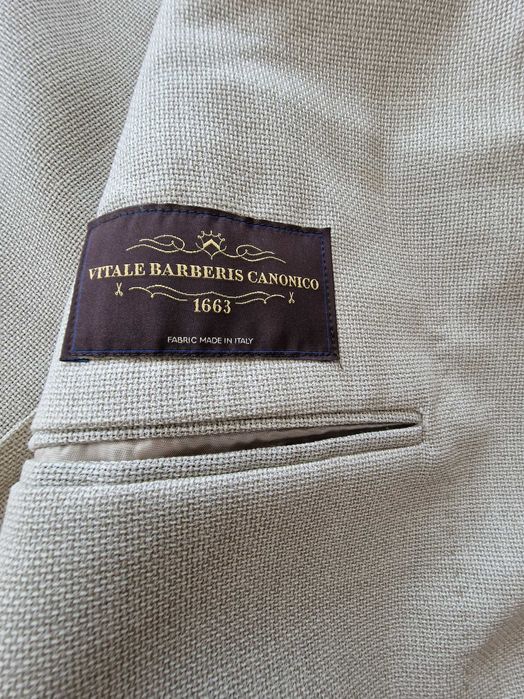 VITALE BARBERIS CANONICO
1663
FABRIC MADE IN ITALY